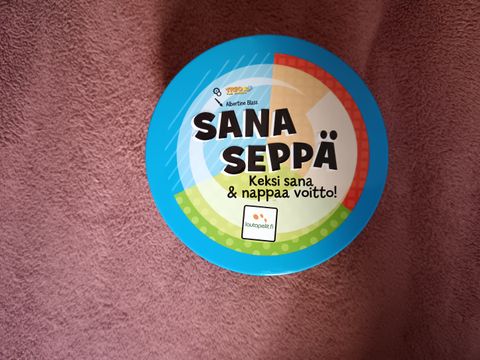 Albertine Blass
SANA
SEPPÄ
Keksi sana
& nappaa voitto!
lautapelit.fi